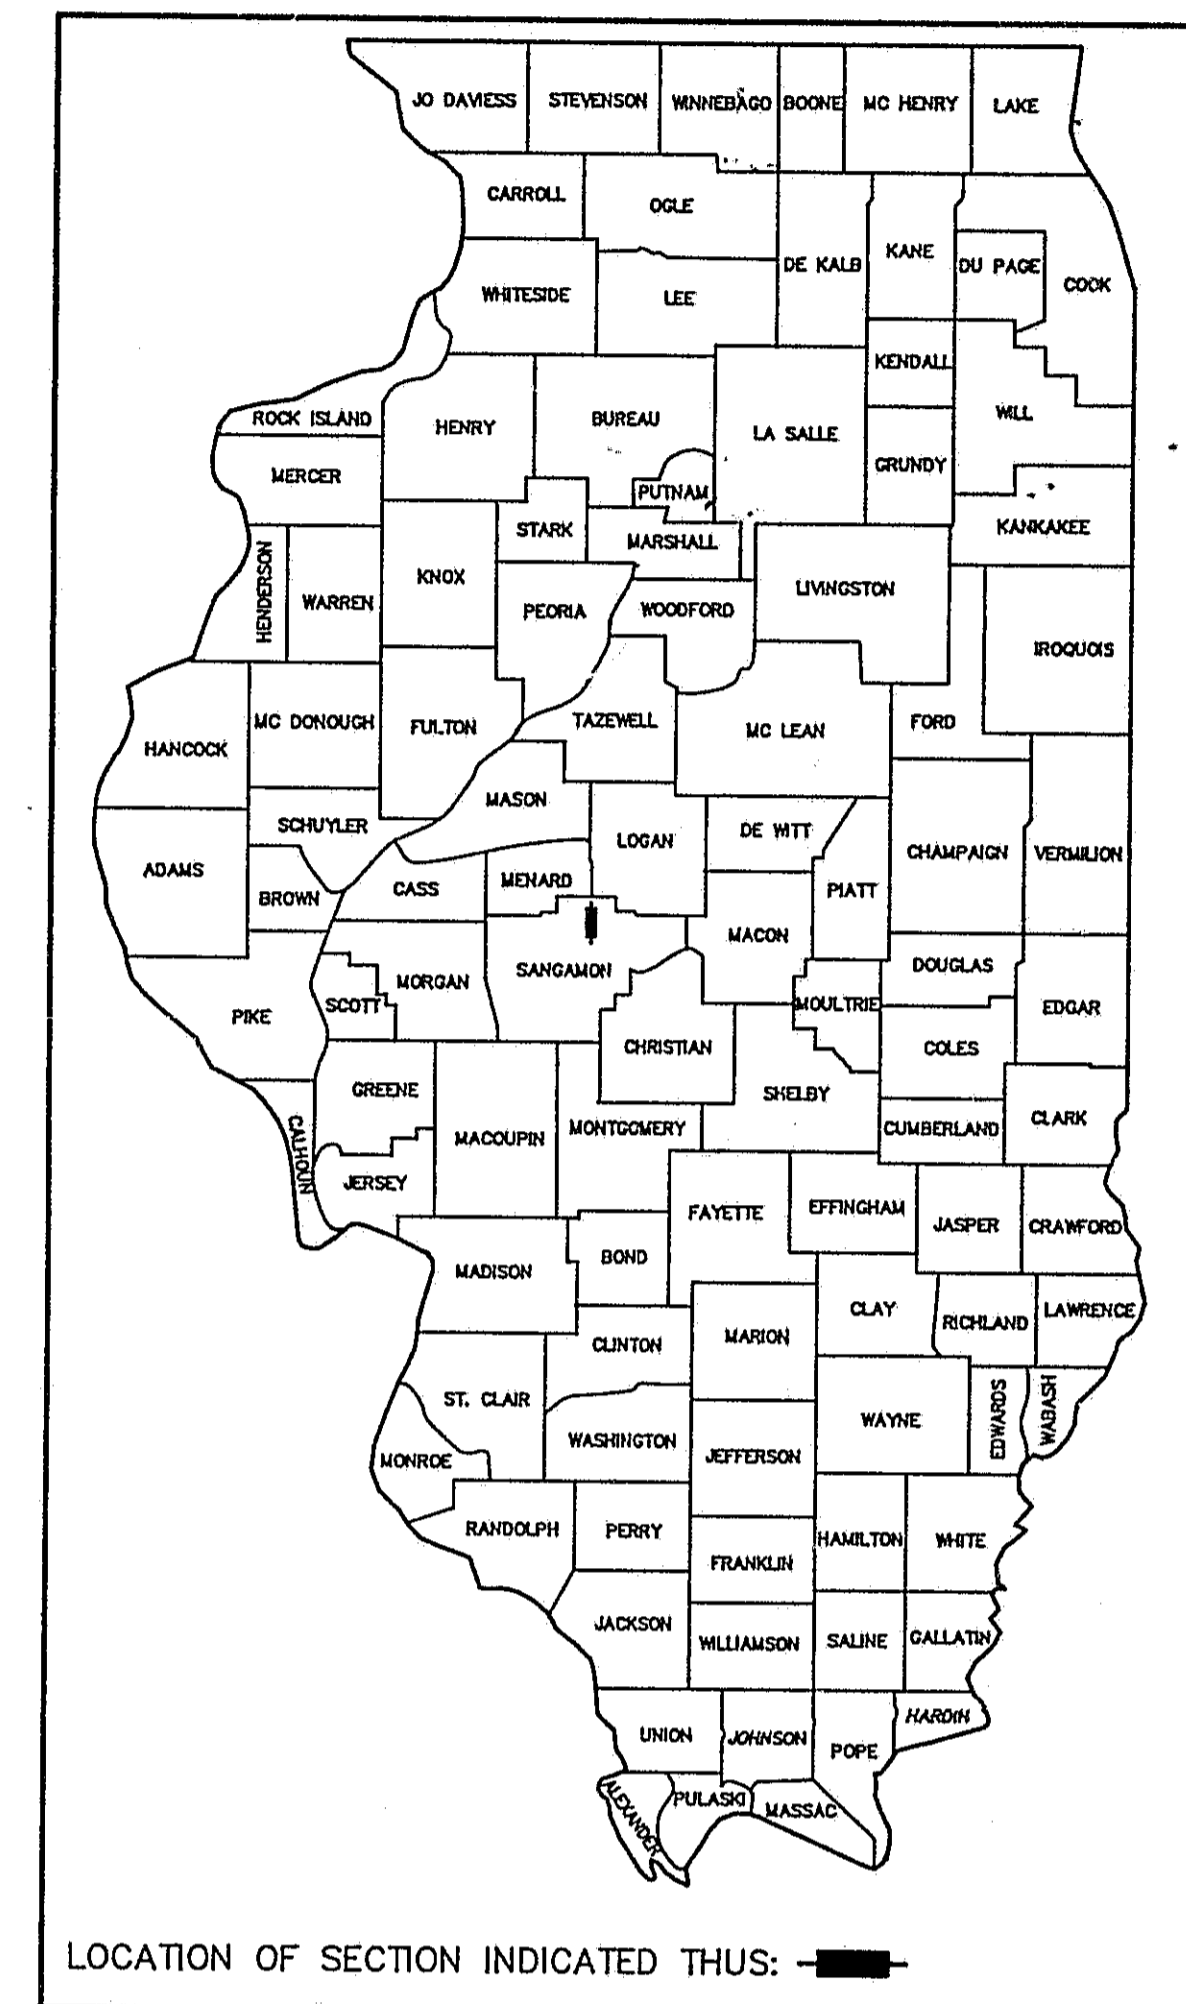 JO DAVIESS STEVENSON WINNEBAGO BOONE MC HENRY LAKE
CARROLL OGLE
DE KALB KANE DU PAGE COOK
WHITESIDE LEE
KENDALL
ROCK ISLAND HENRY BUREAU LA SALLE WILL
MERCER PUTNAM GRUNDY
STARK MARSHALL KANKAKEE
HENDERSON WARREN KNOX PEORIA WOODFORD LIVINGSTON
IROQUOIS
HANCOCK MC DONOUGH FULTON TAZEWELL MC LEAN FORD
MASON
SCHUYLER LOGAN DE WITT
ADAMS BROWN CASS MENARD PIATT CHAMPAIGN VERMILION
MACON
PIKE SCOTT MORGAN SANGAMON MOULTRIE DOUGLAS EDGAR
CHRISTIAN COLES
GREENE SHELBY
CALHOUN MACOUPIN MONTGOMERY CUMBERLAND CLARK
JERSEY
FAYETTE EFFINGHAM JASPER CRAWFORD
MADISON BOND
CLAY RICHLAND LAWRENCE
CLINTON MARION
ST. CLAIR WAYNE EDWARDS WABASH
MONROE WASHINGTON JEFFERSON
RANDOLPH PERRY HAMILTON WHITE
FRANKLIN
JACKSON WILLIAMSON SALINE GALLATIN
HARDIN
UNION JOHNSON POPE
ALEXANDER PULASKI MASSAC
LOCATION OF SECTION INDICATED THUS: